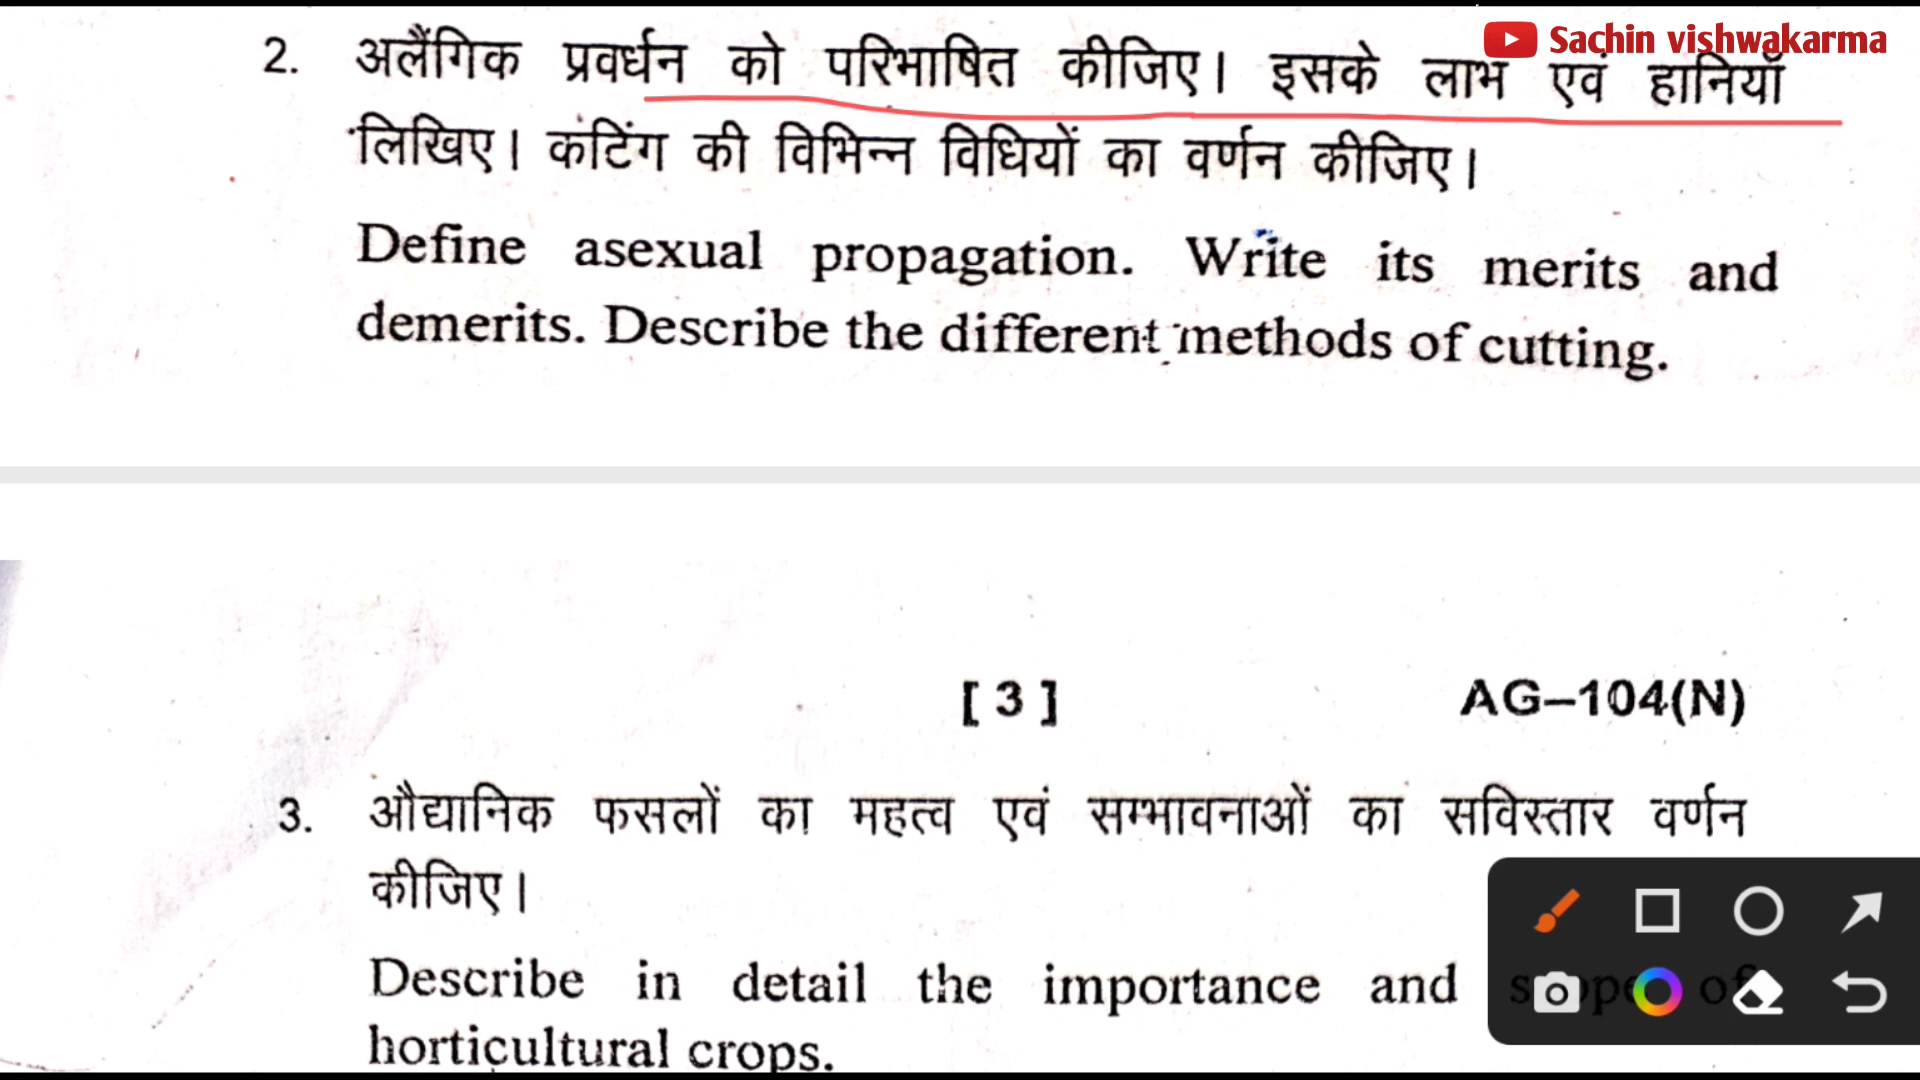 Sachin vishwakarma
2. अलैंगिक प्रवर्धन को परिभाषित कीजिए। इसके लाभ एवं हानियाँ
लिखिए। कटिंग की विभिन्न विधियों का वर्णन कीजिए।
Define asexual propagation. Write its merits and
demerits. Describe the different methods of cutting.
[ 3 ] AG–104(N)
3. औद्यानिक फसलों का महत्व एवं सम्भावनाओं का सविस्तार वर्णन
कीजिए।
Describe in detail the importance and
horticultural crops.